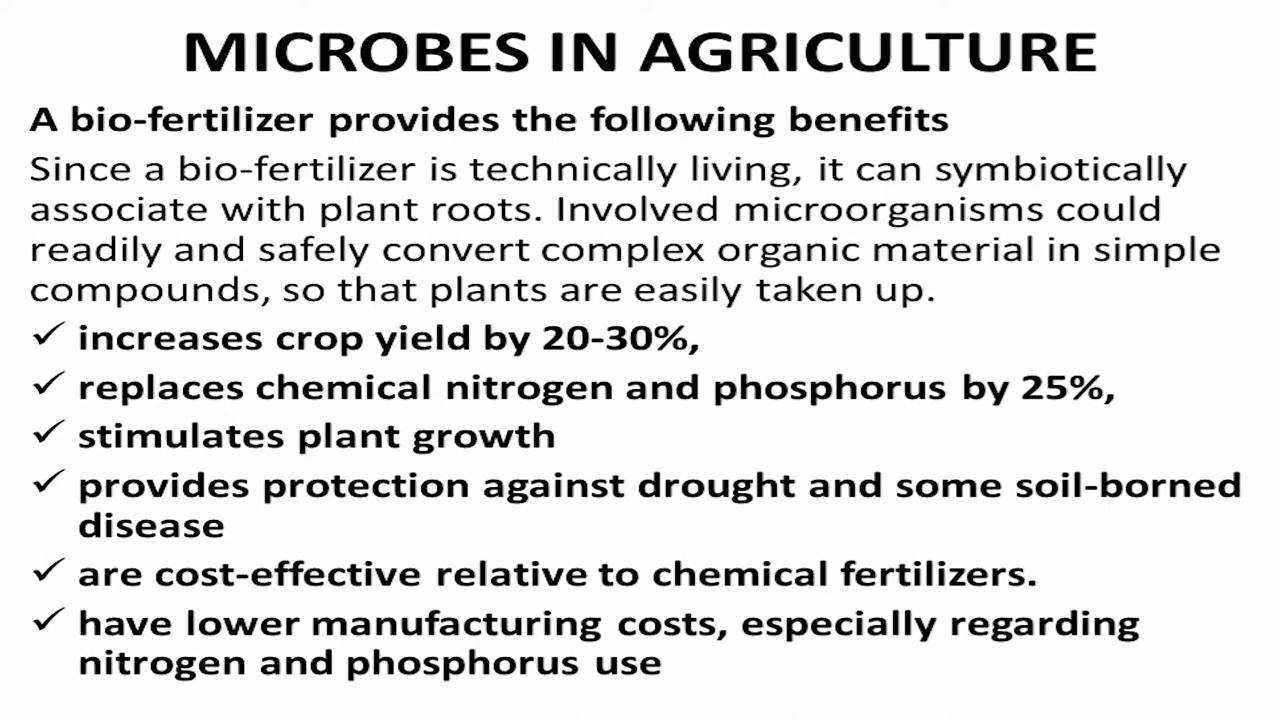 MICROBES IN AGRICULTURE
A bio-fertilizer provides the following benefits
Since a bio-fertilizer is technically living, it can symbiotically
associate with plant roots. Involved microorganisms could
readily and safely convert complex organic material in simple
compounds, so that plants are easily taken up.
✓ increases crop yield by 20-30%,
✓ replaces chemical nitrogen and phosphorus by 25%,
✓ stimulates plant growth
✓ provides protection against drought and some soil-borned
disease
✓ are cost-effective relative to chemical fertilizers.
✓ have lower manufacturing costs, especially regarding
nitrogen and phosphorus use